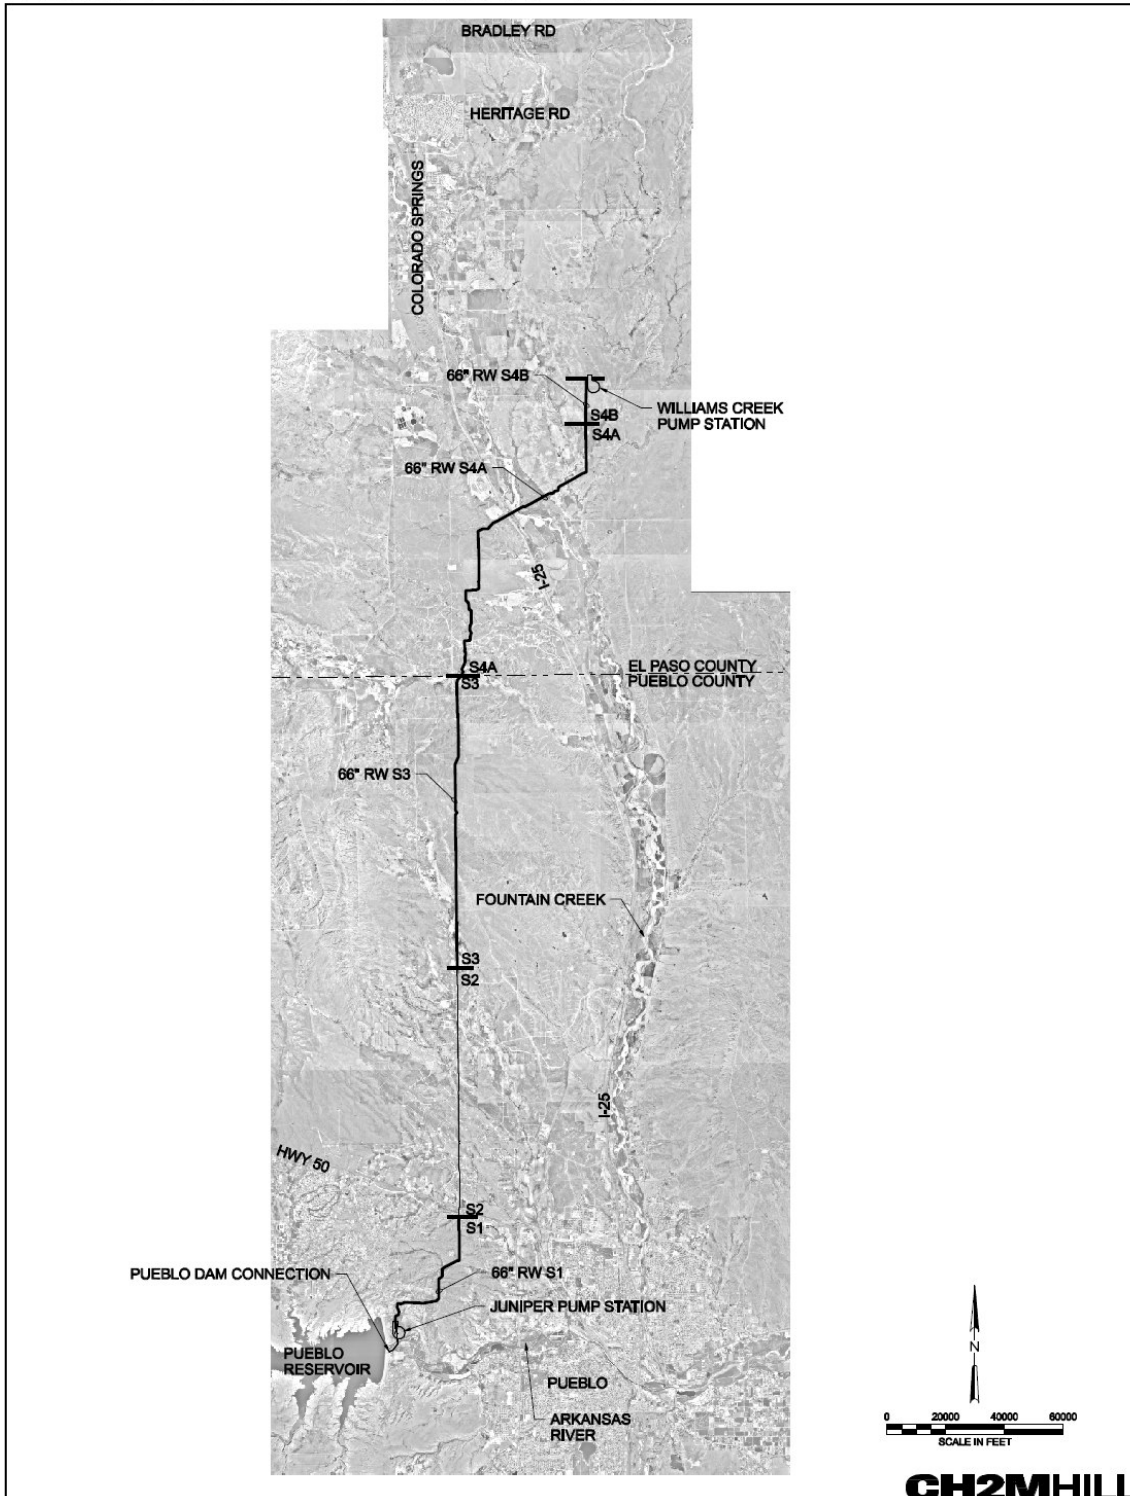 BRADLEY RD
HERITAGE RD
COLORADO SPRINGS
66" RW S4B
WILLIAMS CREEK
PUMP STATION
S4B
S4A
66" RW S4A
I-25
S4A
S3
EL PASO COUNTY
PUEBLO COUNTY
66" RW S3
FOUNTAIN CREEK
S3
S2
I-25
HWY 50
S2
S1
PUEBLO DAM CONNECTION
66" RW S1
JUNIPER PUMP STATION
PUEBLO
RESERVOIR
PUEBLO
ARKANSAS
RIVER
N
0 20000 40000 60000
SCALE IN FEET
CH2MHILL